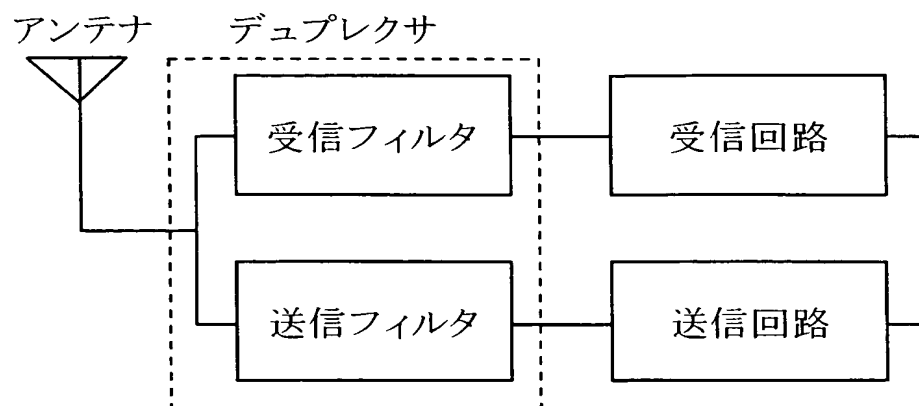 アンテナ
デュプレクサ
受信フィルタ
受信回路
送信フィルタ
送信回路